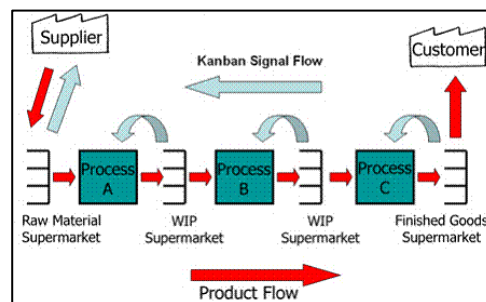 Supplier
Customer
Kanban Signal Flow
Process
A
Process
B
Process
C
Raw Material
Supermarket
WIP
Supermarket
WIP
Supermarket
Finished Goods
Supermarket
Product Flow